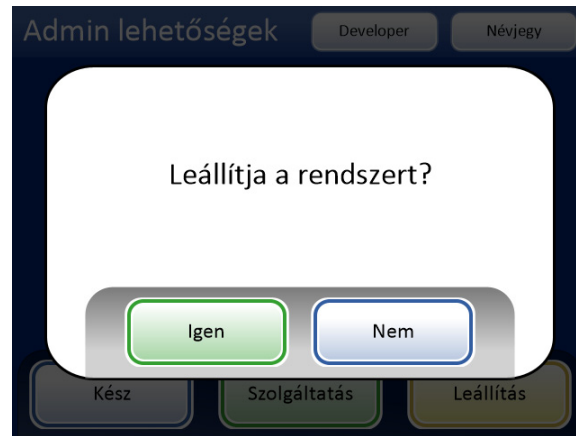 Admin lehetőségek Developer Névjegy
Leállítja a rendszert?
Igen Nem
Kész Szolgáltatás Leállítás